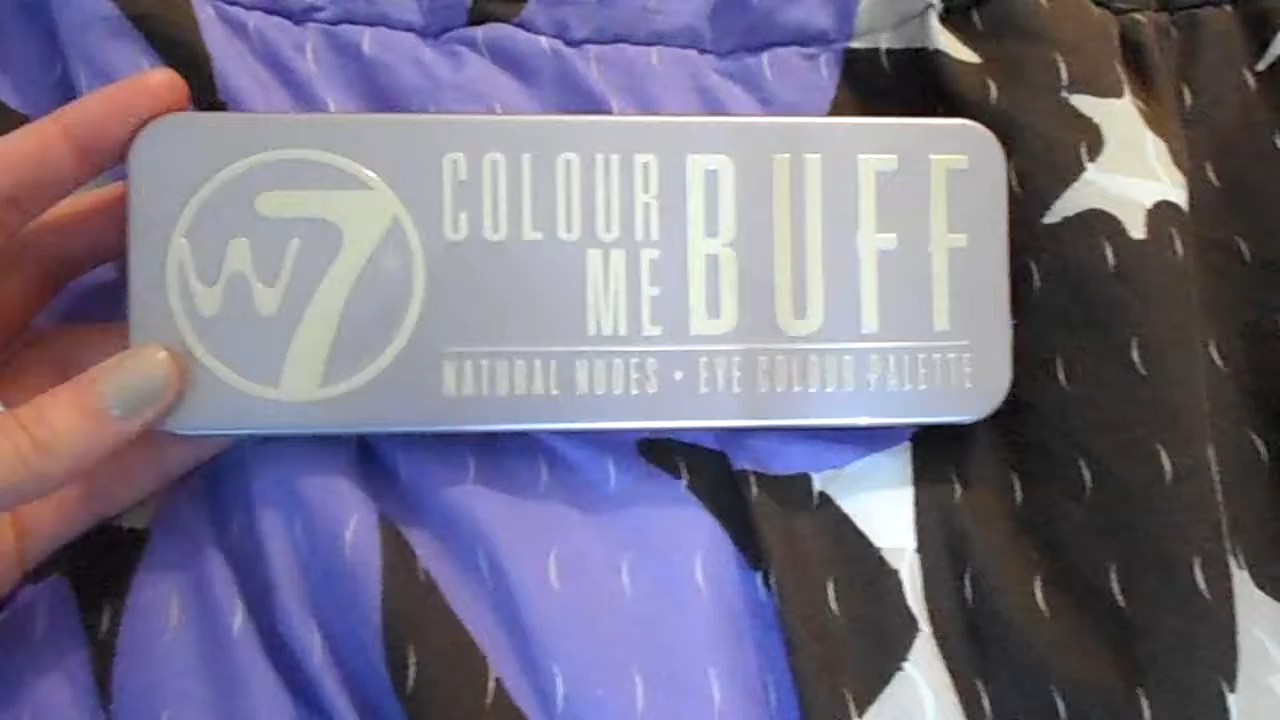 W7
COLOUR
ME
BUFF
NATURAL NUDES • EYE COLOUR PALETTE